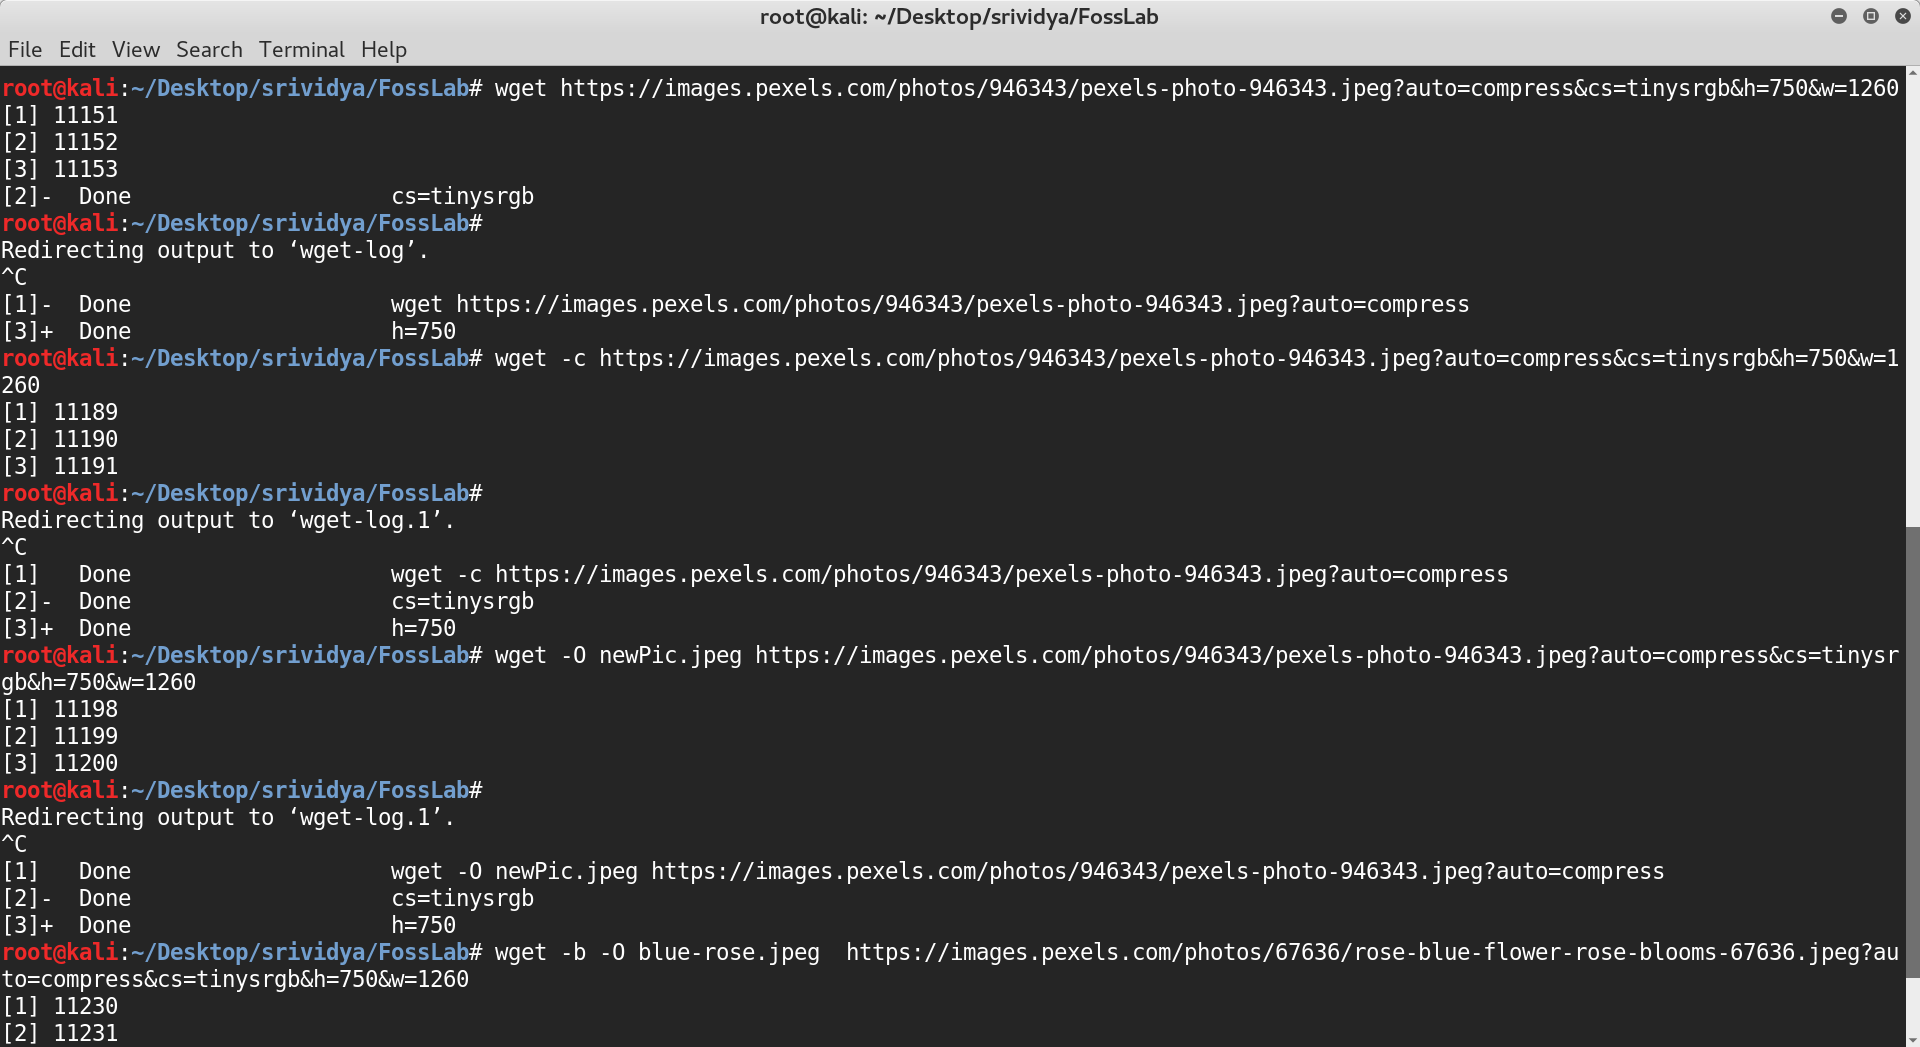 root@kali: ~/Desktop/srividya/FossLab
File Edit View Search Terminal Help
root@kali:~/Desktop/srividya/FossLab# wget https://images.pexels.com/photos/946343/pexels-photo-946343.jpeg?auto=compress&cs=tinysrgb&h=750&w=1260
[1] 11151
[2] 11152
[3] 11153
[2]-  Done                    cs=tinysrgb
root@kali:~/Desktop/srividya/FossLab#
Redirecting output to ‘wget-log’.
^C
[1]-  Done                    wget https://images.pexels.com/photos/946343/pexels-photo-946343.jpeg?auto=compress
[3]+  Done                    h=750
root@kali:~/Desktop/srividya/FossLab# wget -c https://images.pexels.com/photos/946343/pexels-photo-946343.jpeg?auto=compress&cs=tinysrgb&h=750&w=1
260
[1] 11189
[2] 11190
[3] 11191
root@kali:~/Desktop/srividya/FossLab#
Redirecting output to ‘wget-log.1’.
^C
[1]   Done                    wget -c https://images.pexels.com/photos/946343/pexels-photo-946343.jpeg?auto=compress
[2]-  Done                    cs=tinysrgb
[3]+  Done                    h=750
root@kali:~/Desktop/srividya/FossLab# wget -O newPic.jpeg https://images.pexels.com/photos/946343/pexels-photo-946343.jpeg?auto=compress&cs=tinysr
gb&h=750&w=1260
[1] 11198
[2] 11199
[3] 11200
root@kali:~/Desktop/srividya/FossLab#
Redirecting output to ‘wget-log.1’.
^C
[1]   Done                    wget -O newPic.jpeg https://images.pexels.com/photos/946343/pexels-photo-946343.jpeg?auto=compress
[2]-  Done                    cs=tinysrgb
[3]+  Done                    h=750
root@kali:~/Desktop/srividya/FossLab# wget -b -O blue-rose.jpeg  https://images.pexels.com/photos/67636/rose-blue-flower-rose-blooms-67636.jpeg?au
to=compress&cs=tinysrgb&h=750&w=1260
[1] 11230
[2] 11231